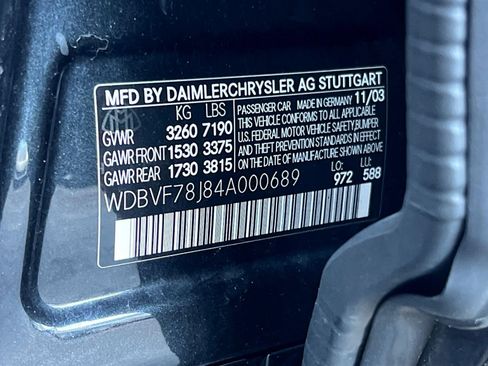 MFD BY DAIMLERCHRYSLER AG STUTTGART
KG LBS
GVWR 3260 7190
GAWR FRONT 1530 3375
GAWR REAR 1730 3815
PASSENGER CAR MADE IN GERMANY 11/03
THIS VEHICLE CONFORMS TO ALL APPLICABLE
U.S. FEDERAL MOTOR VEHICLE SAFETY, BUMPER
AND THEFT PREVENTION STANDARDS IN EFFECT
ON THE DATE OF MANUFACTURE SHOWN ABOVE.
WDBVF78J84A000689
LO: LU:
972 588